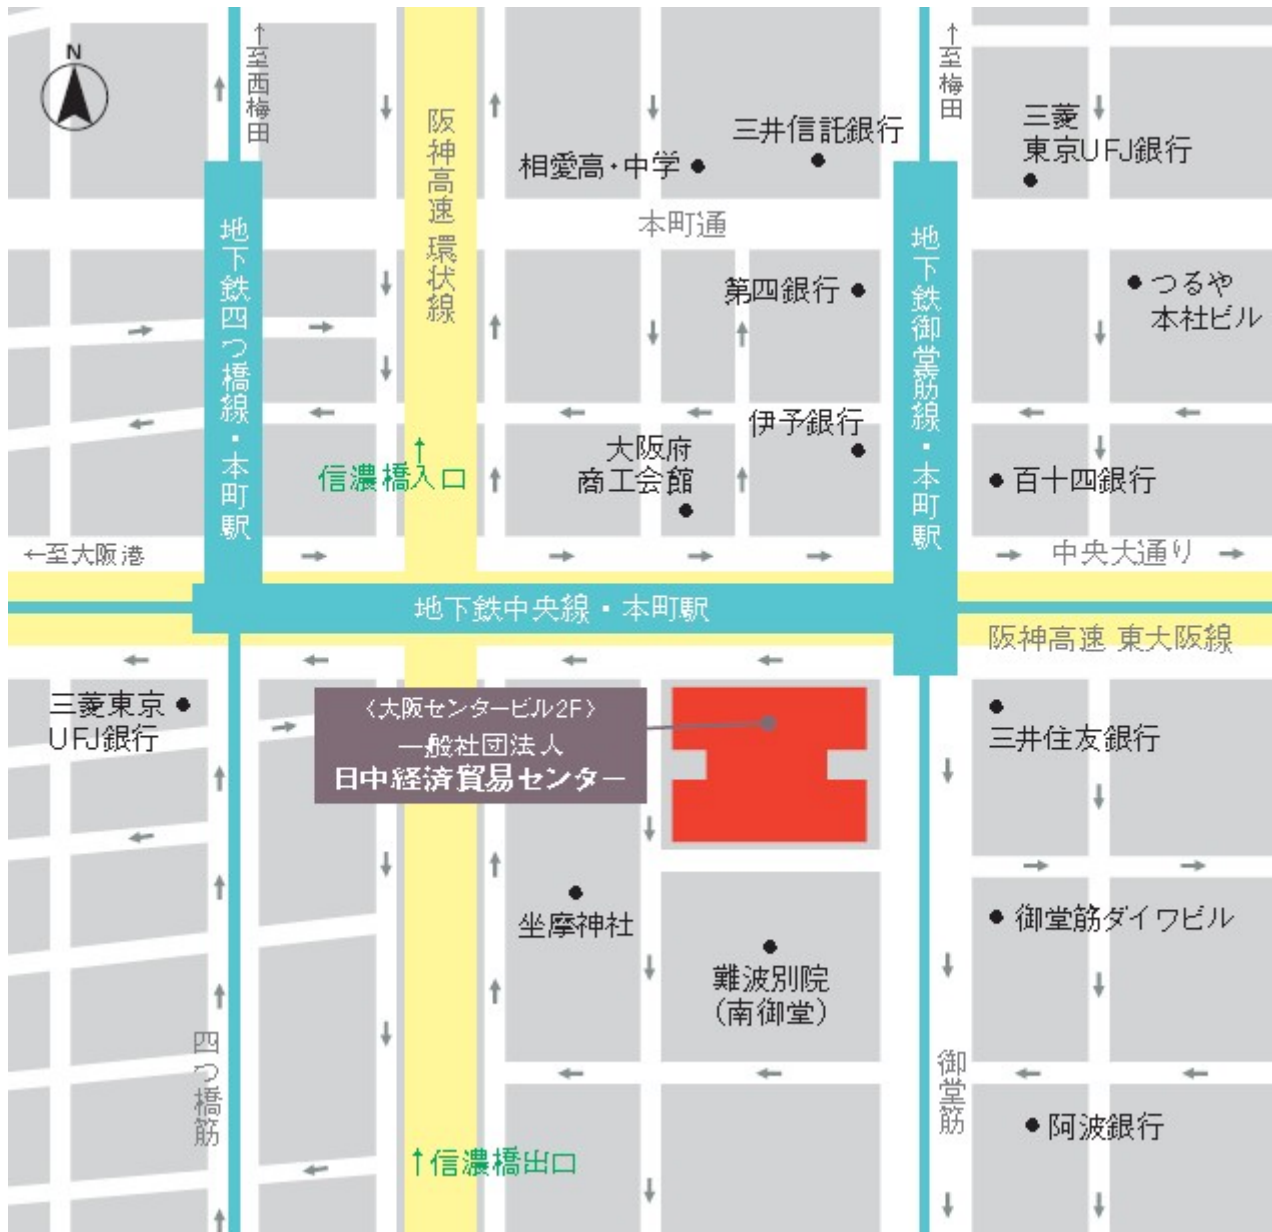 N
↑至西梅田
↑至梅田
阪神高速 環状線
三井信託銀行
相愛高・中学
三菱
東京UFJ銀行
本町通
地下鉄四つ橋線・本町駅
地下鉄御堂筋線・本町駅
第四銀行
つるや
本社ビル
伊予銀行
大阪府
商工会館
↑
信濃橋入口
百十四銀行
←至大阪港
中央大通り
地下鉄中央線・本町駅
阪神高速 東大阪線
三菱東京
UFJ銀行
〈大阪センタービル2F〉
一般社団法人
日中経済貿易センター
三井住友銀行
坐摩神社
御堂筋ダイワビル
難波別院
(南御堂)
四つ橋筋
御堂筋
阿波銀行
↑信濃橋出口